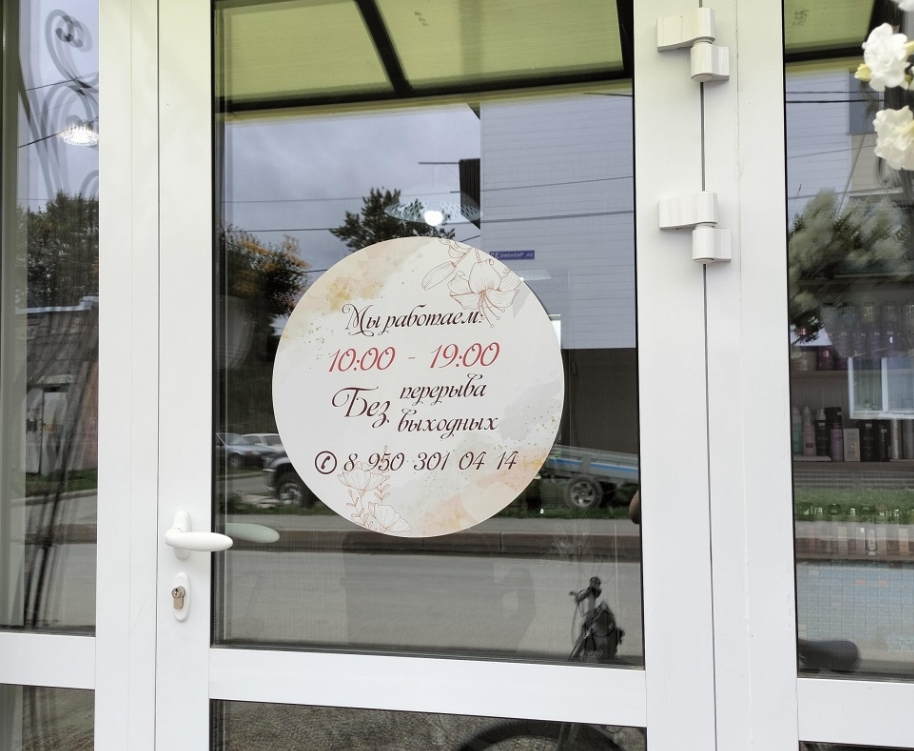 Мы работаем:
10:00 - 19:00
Без перерыва
выходных
8 950 301 04 14